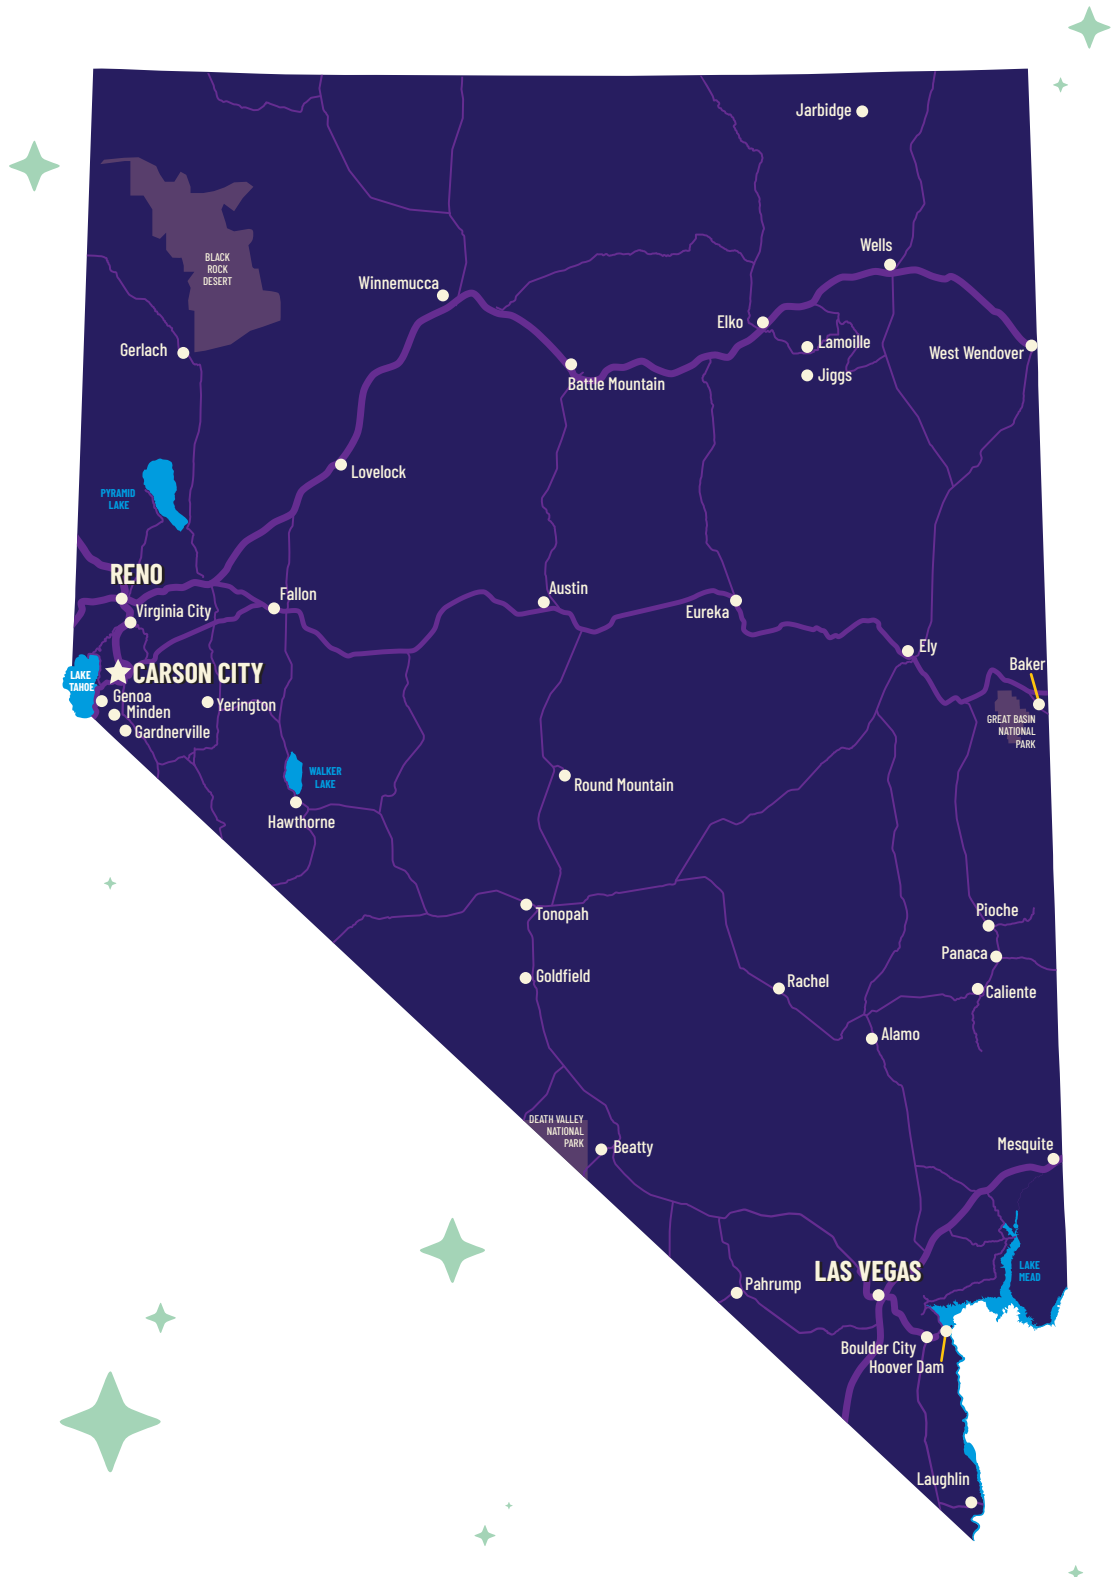 Jarbidge
Wells
BLACK
ROCK
DESERT
Winnemucca
Elko
Lamoille
West Wendover
Gerlach
Jiggs
Battle Mountain
Lovelock
PYRAMID
LAKE
RENO
Fallon
Austin
Virginia City
Eureka
Ely
Baker
LAKE
TAHOE
CARSON CITY
Genoa
Minden
Yerington
Gardnerville
GREAT BASIN
NATIONAL
PARK
WALKER
LAKE
Round Mountain
Hawthorne
Tonopah
Pioche
Panaca
Goldfield
Rachel
Caliente
Alamo
DEATH VALLEY
NATIONAL
PARK
Beatty
Mesquite
LAS VEGAS
LAKE
MEAD
Pahrump
Boulder City
Hoover Dam
Laughlin